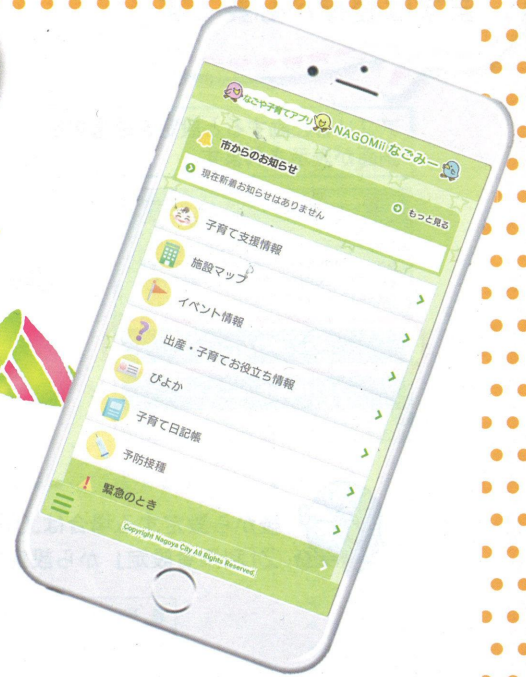 なごや子育てアプリ NAGOMii なごみー
市からのお知らせ
もっと見る
現在新着お知らせはありません
子育て支援情報
施設マップ
イベント情報
出産・子育てお役立ち情報
ぴよか
子育て日記帳
予防接種
緊急のとき
Copyright Nagoya City All Rights Reserved.